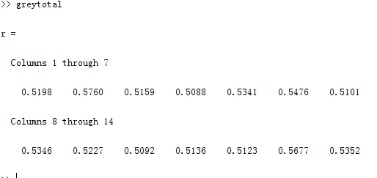 >> greytotal
r =
Columns 1 through 7
0.5198 0.5760 0.5159 0.5088 0.5341 0.5476 0.5101
Columns 8 through 14
0.5346 0.5227 0.5092 0.5136 0.5123 0.5677 0.5352
>>